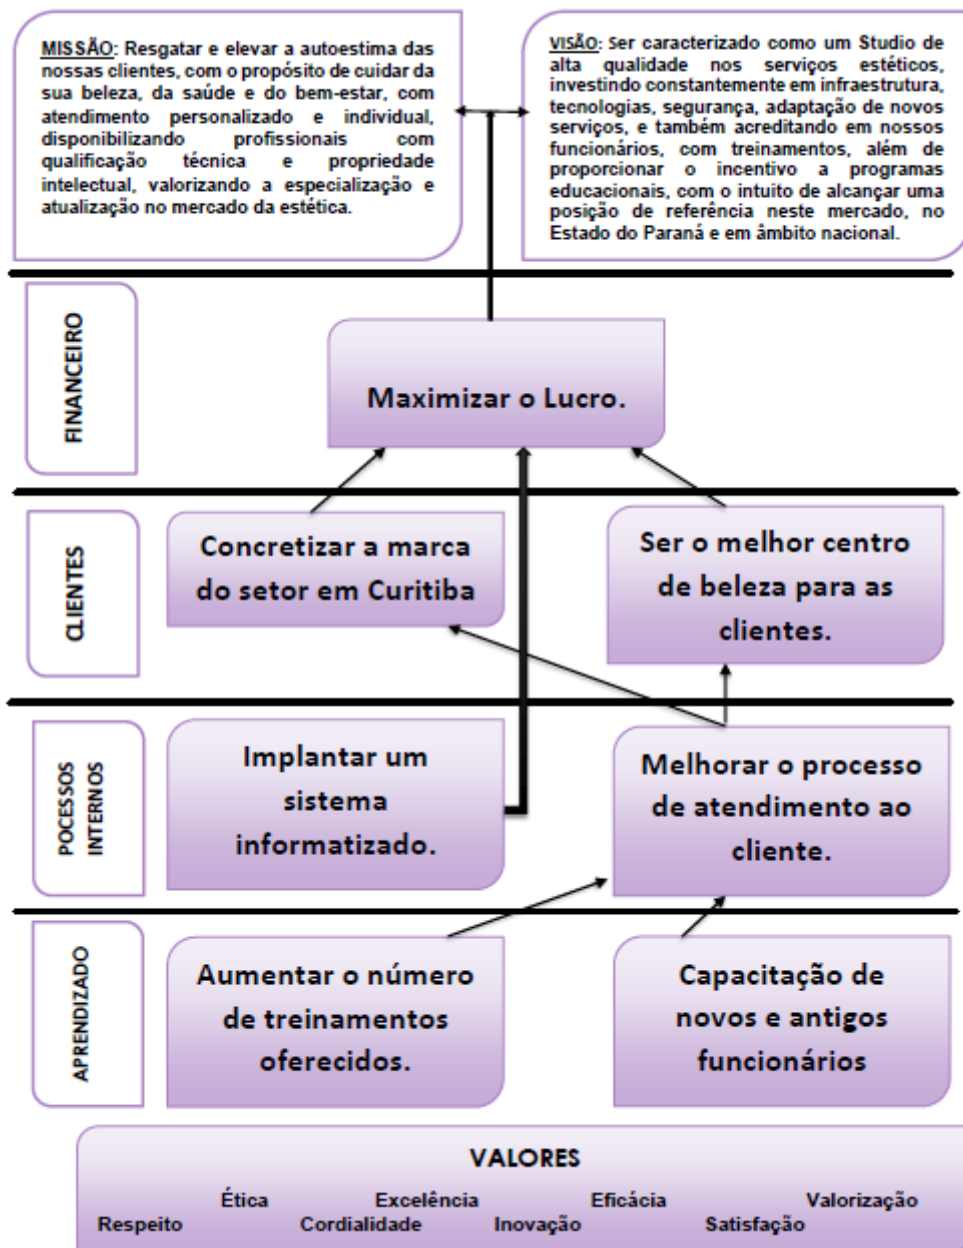 MISSÃO: Resgatar e elevar a autoestima das
nossas clientes, com o propósito de cuidar da
sua beleza, da saúde e do bem-estar, com
atendimento personalizado e individual,
disponibilizando profissionais com
qualificação técnica e propriedade
intelectual, valorizando a especialização e
atualização no mercado da estética.
VISÃO: Ser caracterizado como um Studio de
alta qualidade nos serviços estéticos,
investindo constantemente em infraestrutura,
tecnologias, segurança, adaptação de novos
serviços, e também acreditando em nossos
funcionários, com treinamentos, além de
proporcionar o incentivo a programas
educacionais, com o intuito de alcançar uma
posição de referência neste mercado, no
Estado do Paraná e em âmbito nacional.
FINANCEIRO
Maximizar o Lucro.
CLIENTES
Concretizar a marca
do setor em Curitiba
Ser o melhor centro
de beleza para as
clientes.
POCESSOS
INTERNOS
Implantar um
sistema
informatizado.
Melhorar o processo
de atendimento ao
cliente.
APRENDIZADO
Aumentar o número
de treinamentos
oferecidos.
Capacitação de
novos e antigos
funcionários
VALORES
Ética Excelência Eficácia Valorização
Respeito Cordialidade Inovação Satisfação